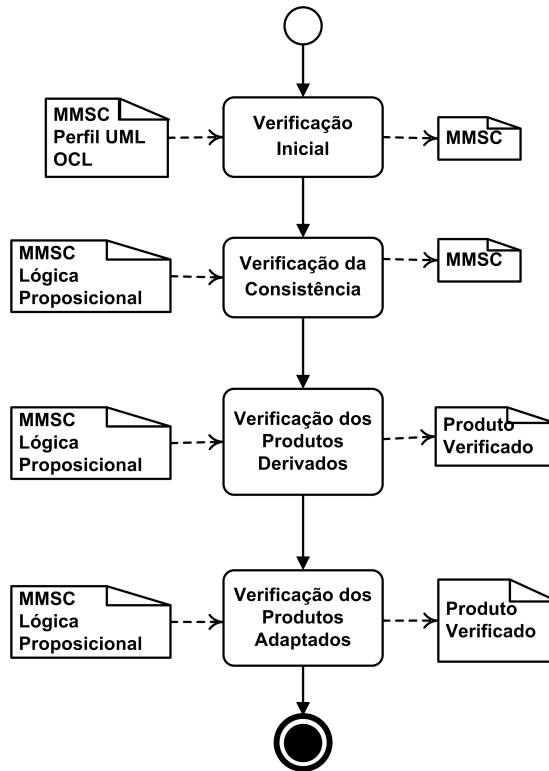 MMSC
Perfil UML
OCL
Verificação
Inicial
MMSC
MMSC
Lógica
Proposicional
Verificação da
Consistência
MMSC
MMSC
Lógica
Proposicional
Verificação dos
Produtos
Derivados
Produto
Verificado
MMSC
Lógica
Proposicional
Verificação dos
Produtos
Adaptados
Produto
Verificado